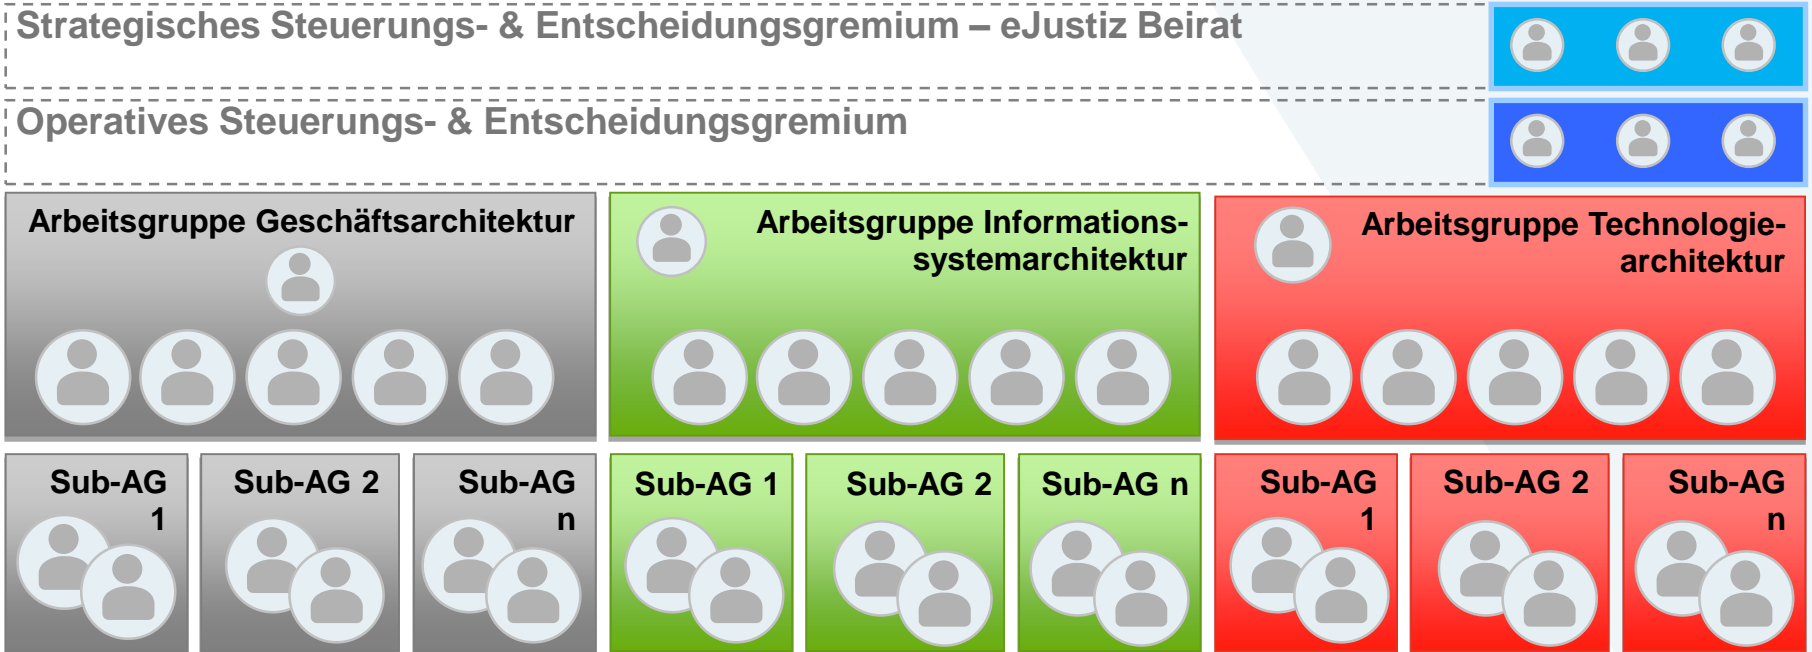 Strategisches Steuerungs- & Entscheidungsgremium – eJustiz Beirat
Operatives Steuerungs- & Entscheidungsgremium
Arbeitsgruppe Geschäftsarchitektur
Arbeitsgruppe Informations-
systemarchitektur
Arbeitsgruppe Technologie-
architektur
Sub-AG
1
Sub-AG 2
Sub-AG
n
Sub-AG 1
Sub-AG 2
Sub-AG n
Sub-AG
1
Sub-AG 2
Sub-AG
n